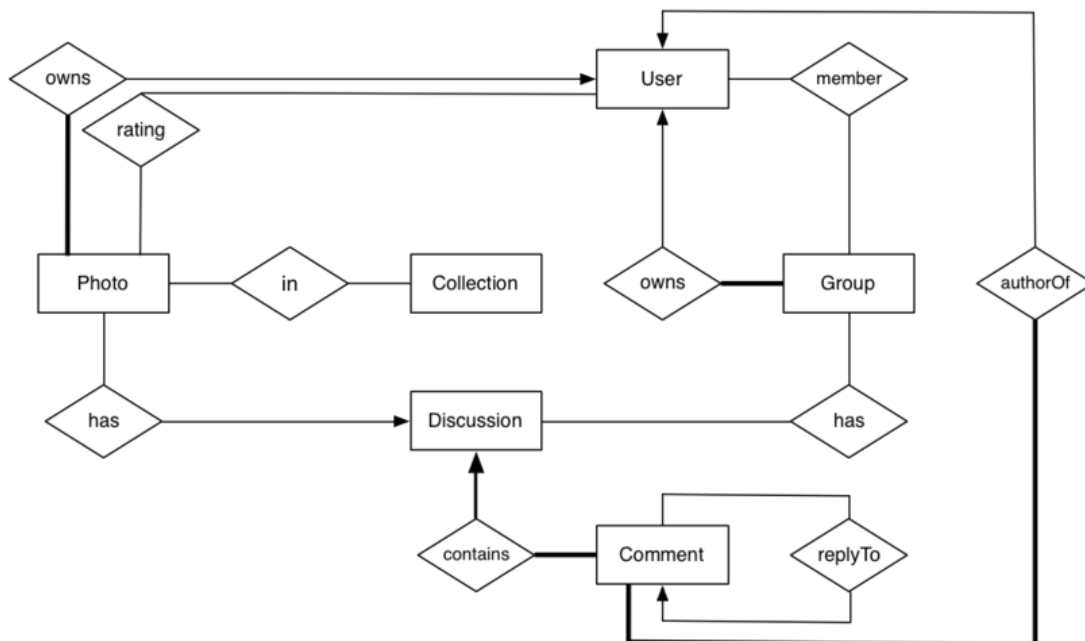 owns
User
member
rating
Photo
in
Collection
owns
Group
authorOf
has
Discussion
has
contains
Comment
replyTo